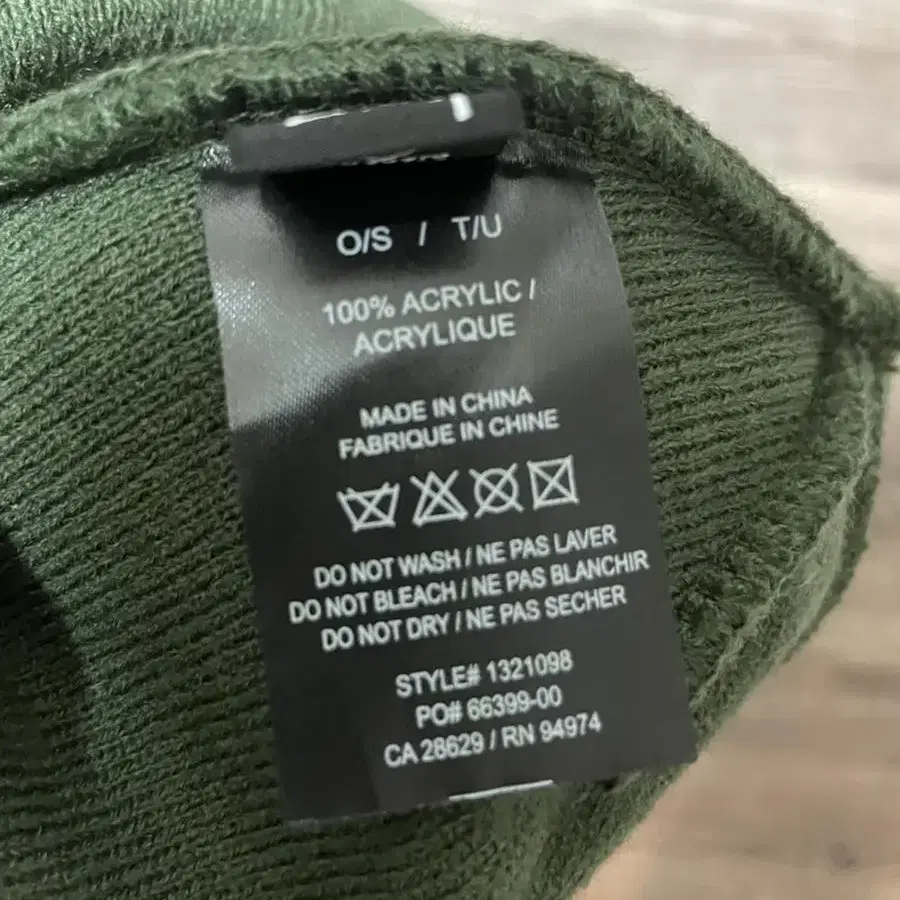 O/S / T/U
100% ACRYLIC /
ACRYLIQUE
MADE IN CHINA
FABRIQUE IN CHINE
DO NOT WASH / NE PAS LAVER
DO NOT BLEACH / NE PAS BLANCHIR
DO NOT DRY / NE PAS SECHER
STYLE# 1321098
PO# 66399-00
CA 28629 / RN 94974